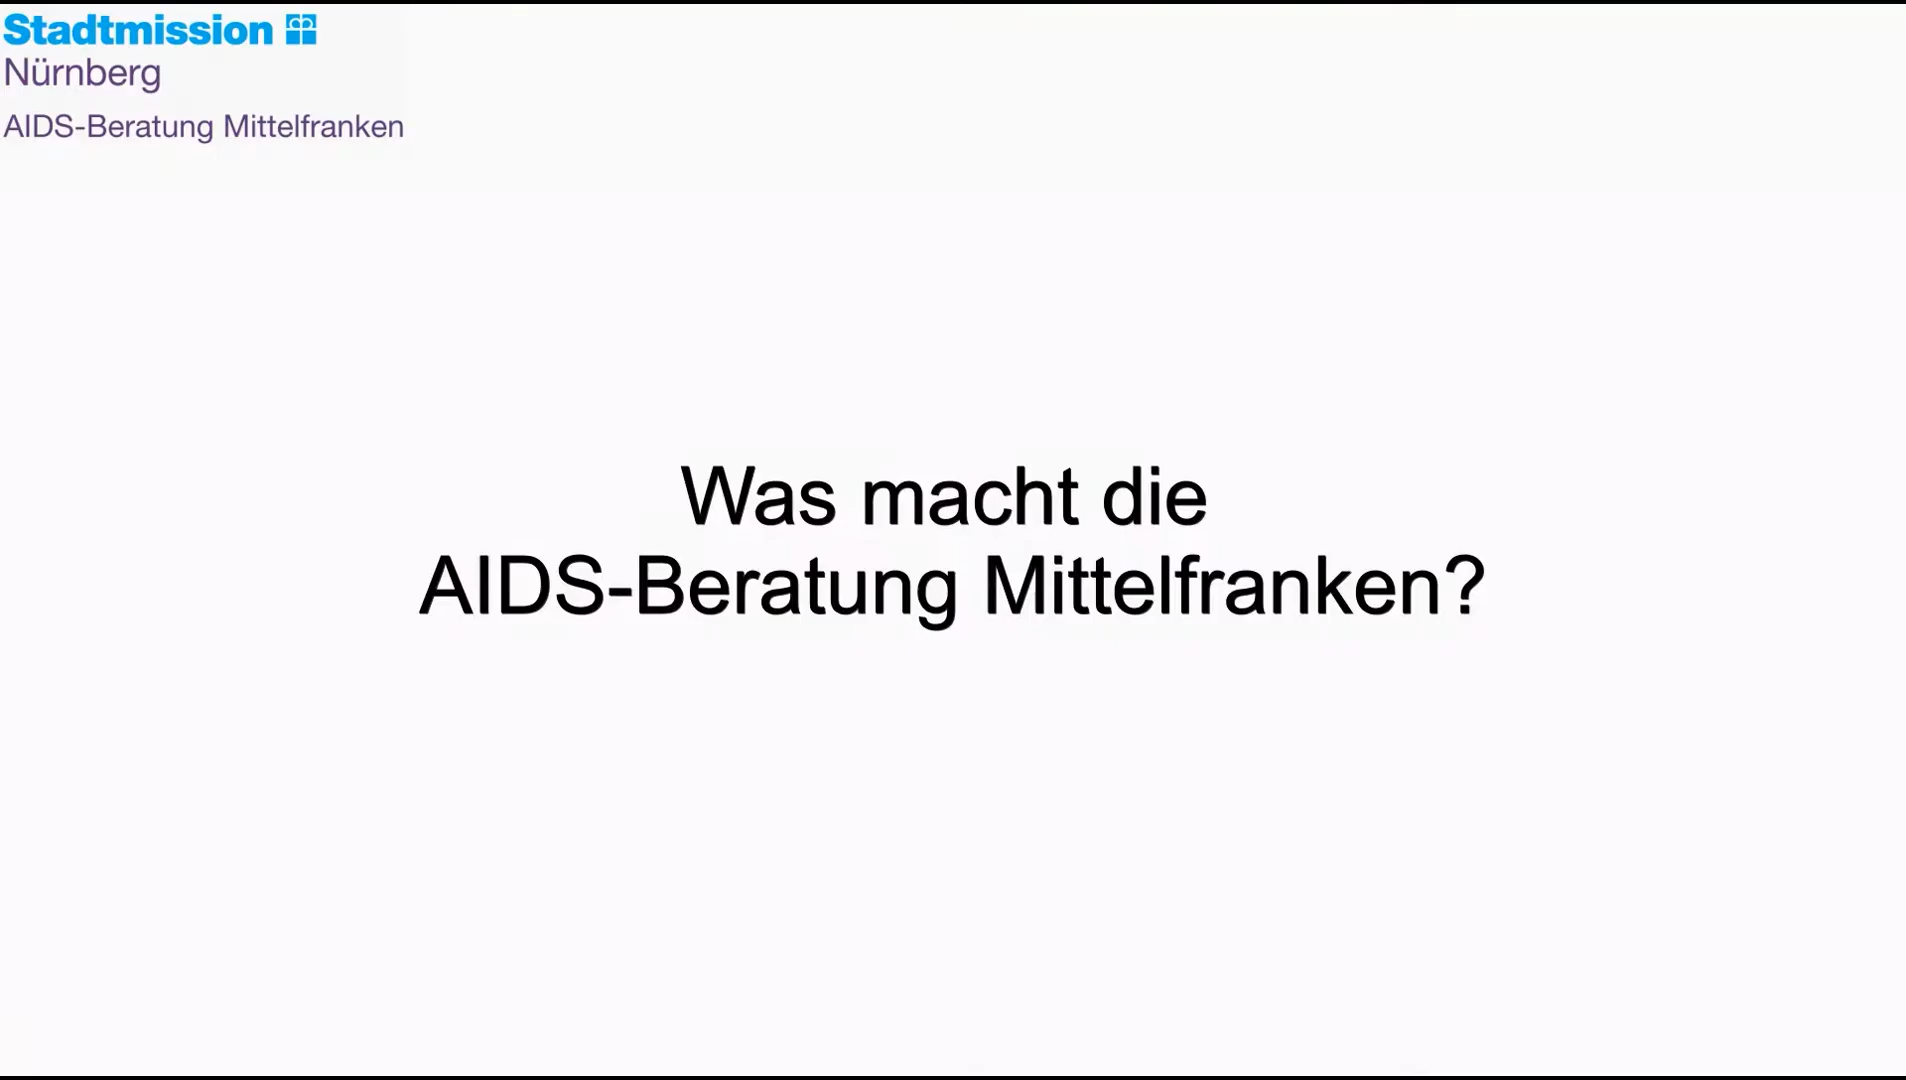 Stadtmission
Nürnberg
AIDS-Beratung Mittelfranken
Was macht die
AIDS-Beratung Mittelfranken?